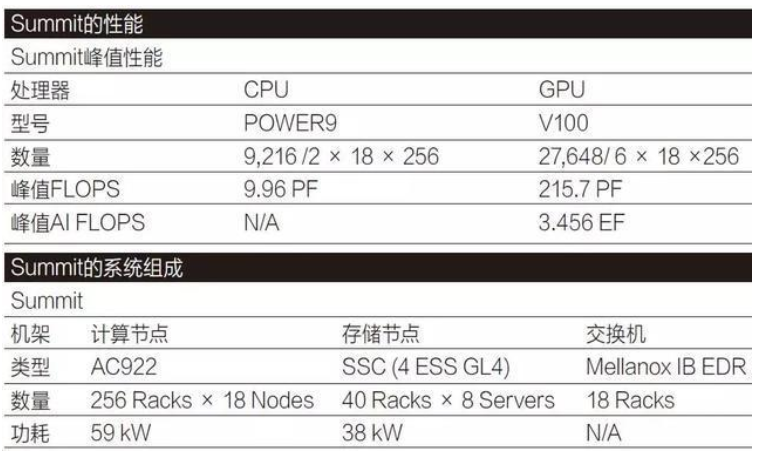 Summit的性能
Summit峰值性能
处理器 CPU GPU
型号 POWER9 V100
数量 9,216 /2 × 18 × 256 27,648/ 6 × 18 ×256
峰值FLOPS 9.96 PF 215.7 PF
峰值AI FLOPS N/A 3.456 EF
Summit的系统组成
Summit
机架 计算节点 存储节点 交换机
类型 AC922 SSC (4 ESS GL4) Mellanox IB EDR
数量 256 Racks × 18 Nodes 40 Racks × 8 Servers 18 Racks
功耗 59 kW 38 kW N/A